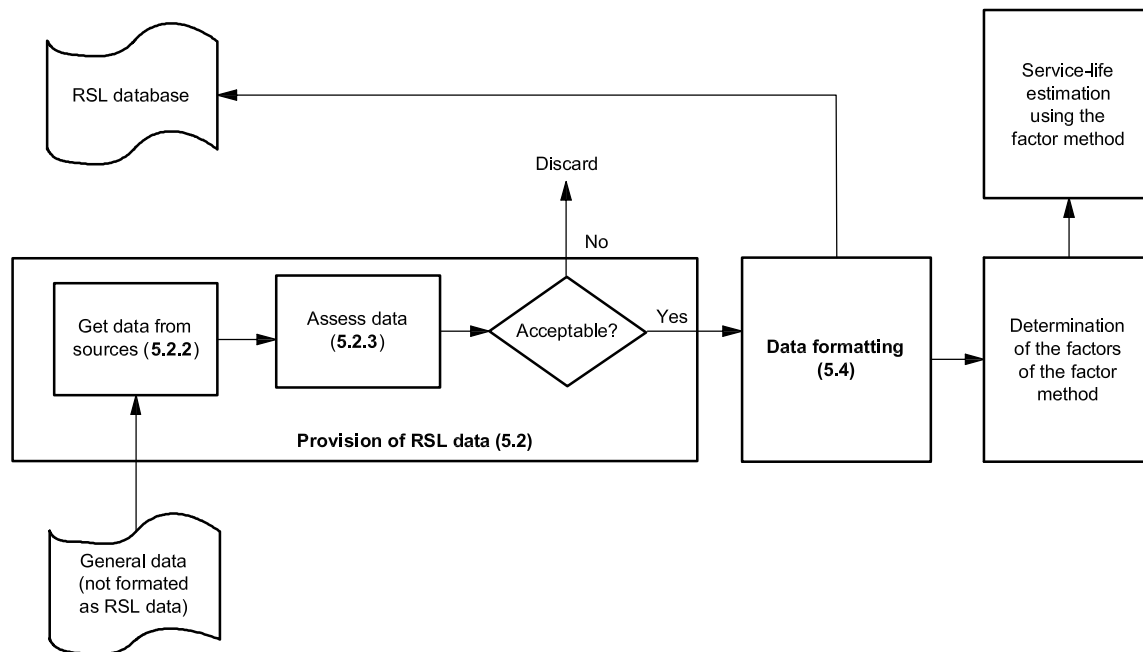 RSL database
Service-life
estimation
using the
factor method
Discard
No
Get data from
sources (5.2.2)
Assess data
(5.2.3)
Acceptable?
Yes
Data formatting
(5.4)
Determination
of the factors
of the factor
method
Provision of RSL data (5.2)
General data
(not formated
as RSL data)